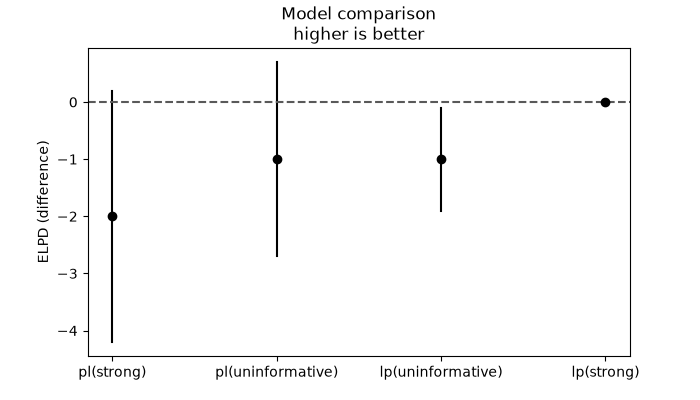 Model comparison
higher is better
ELPD (difference)
0
−1
−2
−3
−4
pl(strong)
pl(uninformative)
lp(uninformative)
lp(strong)